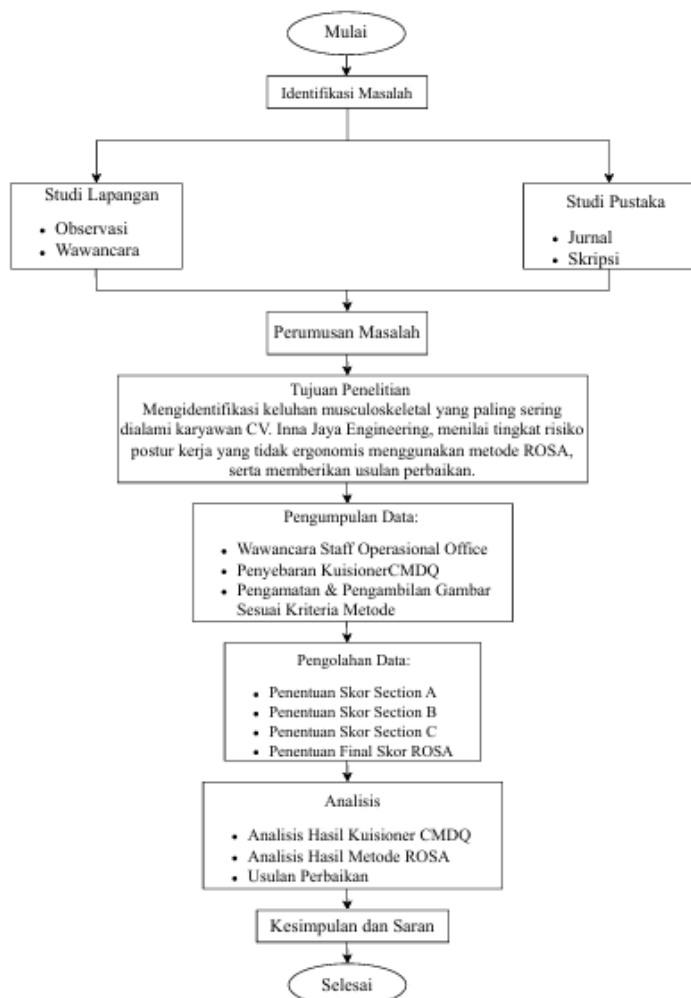 Mulai
Identifikasi Masalah
Studi Lapangan
• Observasi
• Wawancara
Studi Pustaka
• Jurnal
• Skripsi
Perumusan Masalah
Tujuan Penelitian
Mengidentifikasi keluhan musculoskeletal yang paling sering
dialami karyawan CV. Inna Jaya Engineering, menilai tingkat risiko
postur kerja yang tidak ergonomis menggunakan metode ROSA,
serta memberikan usulan perbaikan.
Pengumpulan Data:
• Wawancara Staff Operasional Office
• Penyebaran KuisionerCMDQ
• Pengamatan & Pengambilan Gambar
Sesuai Kriteria Metode
Pengolahan Data:
• Penentuan Skor Section A
• Penentuan Skor Section B
• Penentuan Skor Section C
• Penentuan Final Skor ROSA
Analisis
• Analisis Hasil Kuisioner CMDQ
• Analisis Hasil Metode ROSA
• Usulan Perbaikan
Kesimpulan dan Saran
Selesai